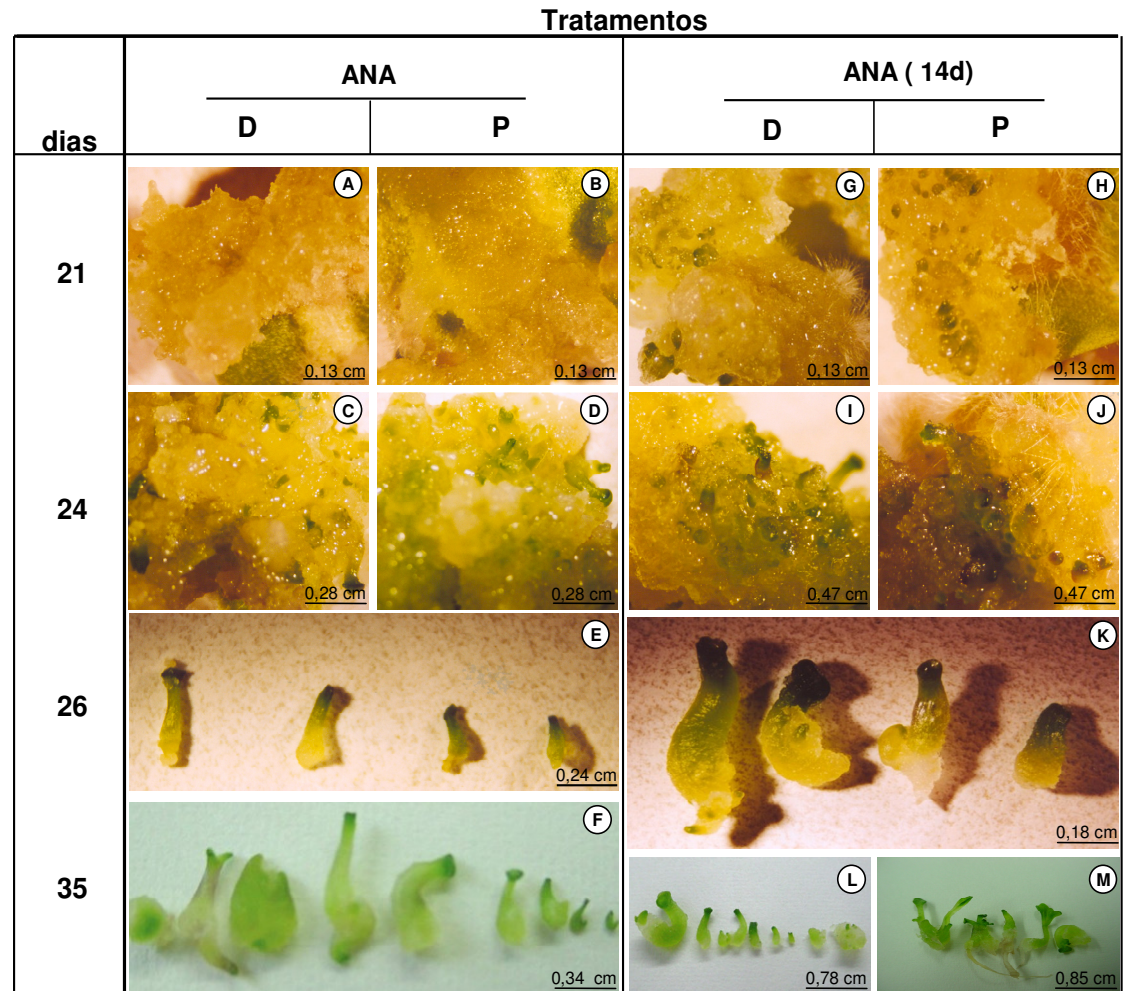 Tratamentos
ANA
ANA ( 14d)
dias
D
P
D
P
21
A
B
G
H
0,13 cm
0,13 cm
0,13 cm
0,13 cm
24
C
D
I
J
0,28 cm
0,28 cm
0,47 cm
0,47 cm
26
E
K
0,24 cm
0,18 cm
35
F
L
M
0,34 cm
0,78 cm
0,85 cm